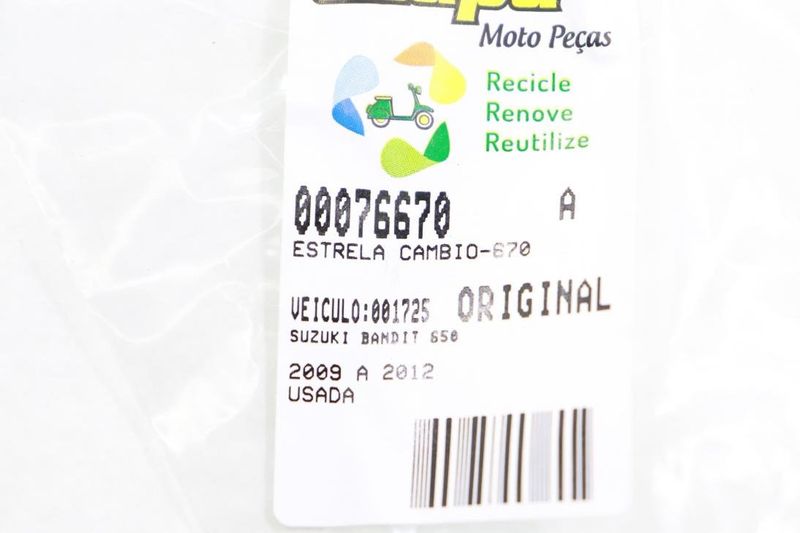 Moto Peças
Recicle
Renove
Reutilize
00076670 A
ESTRELA CAMBIO-670
VEICULO:001725 ORIGINAL
SUZUKI BANDIT 650
2009 A 2012
USADA